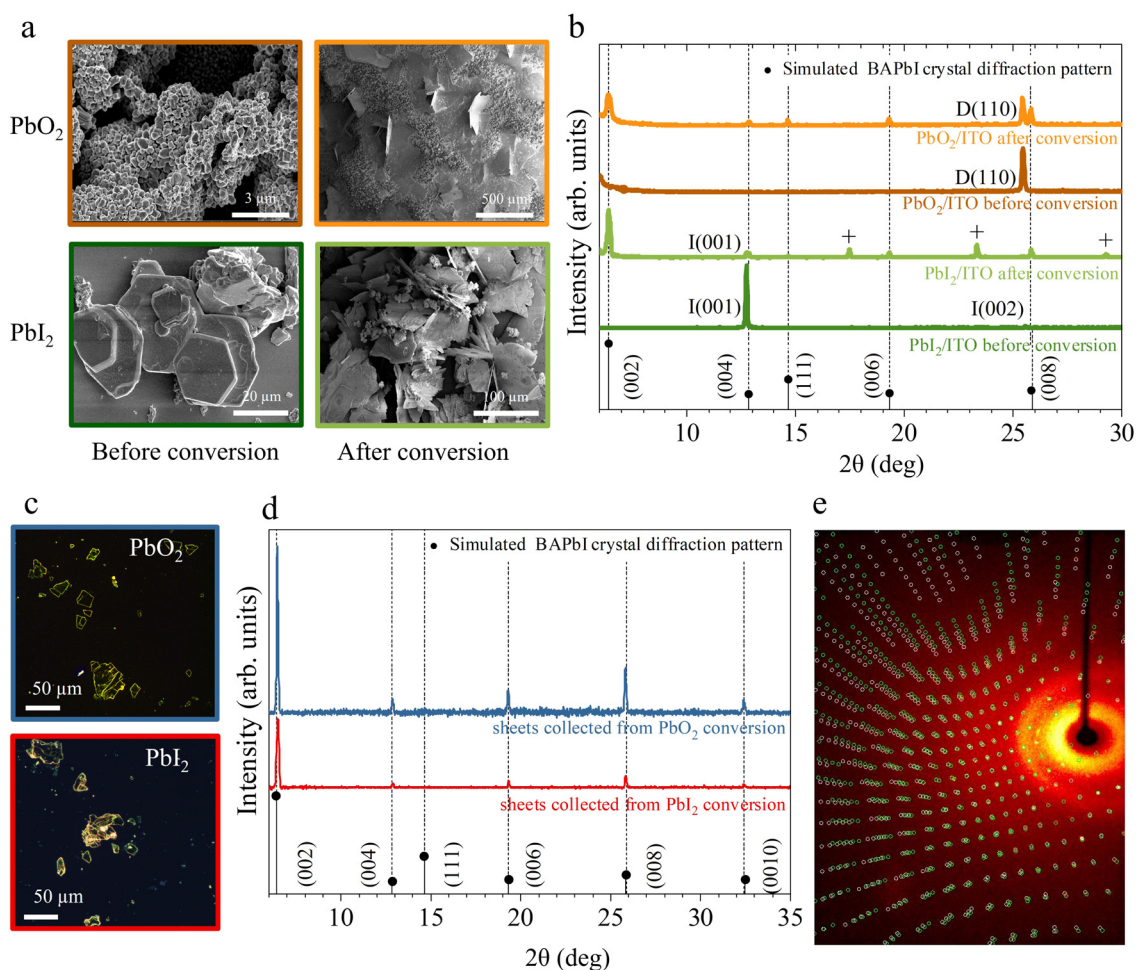 a
PbO₂
3 µm
500 µm
PbI₂
20 µm
100 µm
Before conversion
After conversion
b
• Simulated BAPbI crystal diffraction pattern
D(110)
PbO₂/ITO after conversion
D(110)
PbO₂/ITO before conversion
+
+
+
I(001)
PbI₂/ITO after conversion
I(001)
I(002)
PbI₂/ITO before conversion
(002)
(004)
(111)
(006)
(008)
10
15
20
25
30
Intensity (arb. units)
2θ (deg)
c
PbO₂
50 µm
PbI₂
50 µm
d
• Simulated BAPbI crystal diffraction pattern
sheets collected from PbO₂ conversion
sheets collected from PbI₂ conversion
(002)
(004)
(111)
(006)
(008)
(0010)
10
15
20
25
30
35
Intensity (arb. units)
2θ (deg)
e